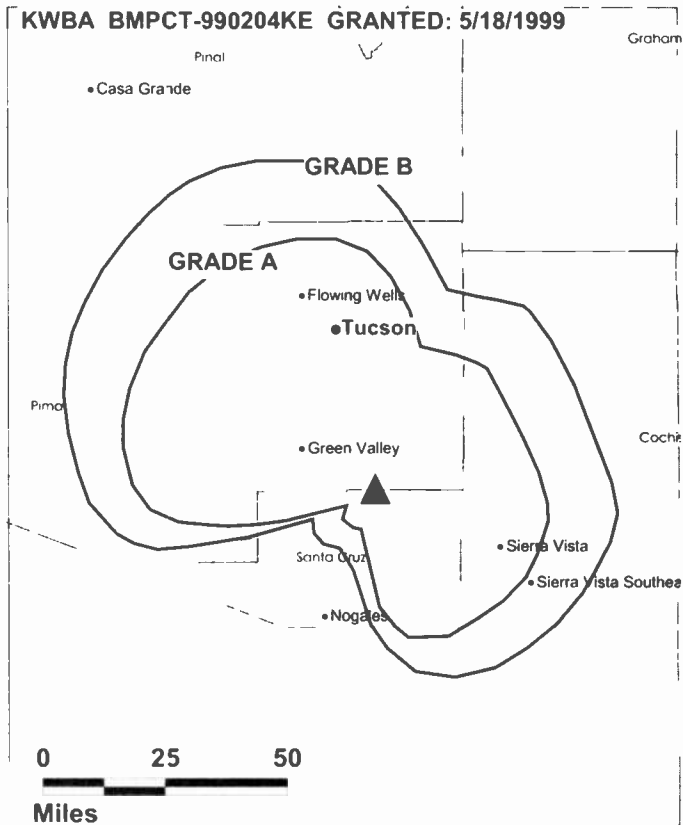 KWBA BMPCT-990204KE GRANTED: 5/18/1999
Graham
Pinal
Casa Grande
GRADE B
GRADE A
Flowing Wells
Tucson
Pima
Cochi
Green Valley
Sierra Vista
Santa Cruz
Sierra Vista Southea
Nogales
0 25 50
Miles